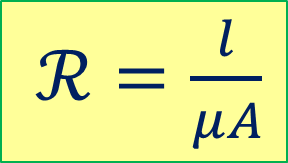 ℛ = l / μA